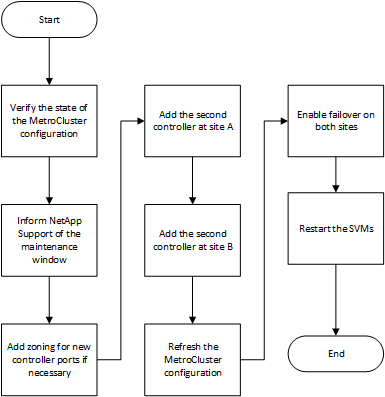 Start
Verify the state of
the MetroCluster
configuration
Inform NetApp
Support of the
maintenance
window
Add zoning for new
controller ports if
necessary
Add the second
controller at site A
Add the second
controller at site B
Refresh the
MetroCluster
configuration
Enable failover on
both sites
Restart the SVMs
End